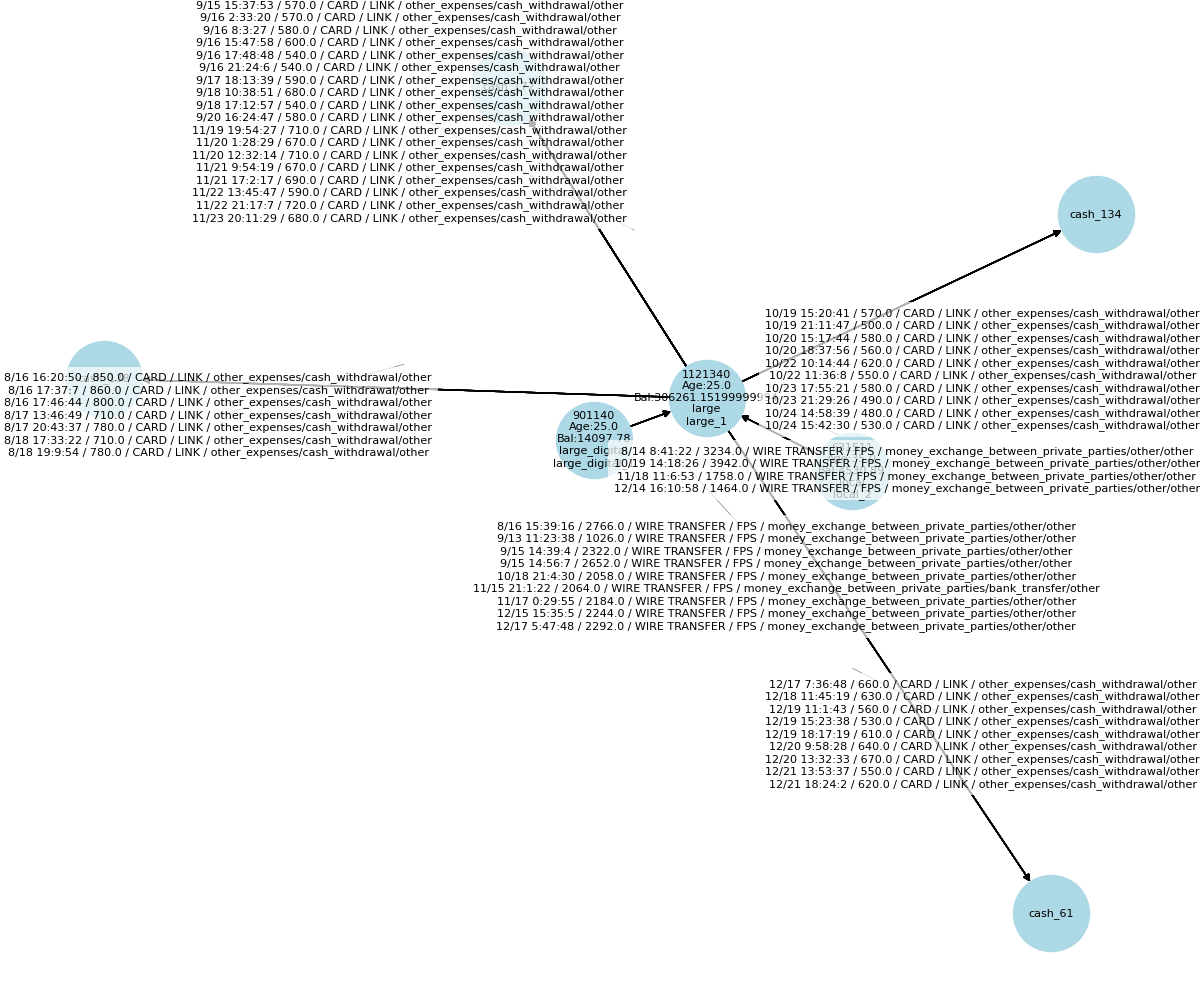 9/15 15:37:53 / 570.0 / CARD / LINK / other_expenses/cash_withdrawal/other
9/16 2:33:20 / 570.0 / CARD / LINK / other_expenses/cash_withdrawal/other
9/16 8:3:27 / 580.0 / CARD / LINK / other_expenses/cash_withdrawal/other
9/16 15:47:58 / 600.0 / CARD / LINK / other_expenses/cash_withdrawal/other
9/16 17:48:48 / 540.0 / CARD / LINK / other_expenses/cash_withdrawal/other
9/16 21:24:6 / 540.0 / CARD / LINK / other_expenses/cash_withdrawal/other
9/17 18:13:39 / 590.0 / CARD / LINK / other_expenses/cash_withdrawal/other
9/18 10:38:51 / 680.0 / CARD / LINK / other_expenses/cash_withdrawal/other
9/18 17:12:57 / 540.0 / CARD / LINK / other_expenses/cash_withdrawal/other
9/20 16:24:47 / 580.0 / CARD / LINK / other_expenses/cash_withdrawal/other
11/19 19:54:27 / 710.0 / CARD / LINK / other_expenses/cash_withdrawal/other
11/20 1:28:29 / 670.0 / CARD / LINK / other_expenses/cash_withdrawal/other
11/20 12:32:14 / 710.0 / CARD / LINK / other_expenses/cash_withdrawal/other
11/21 9:54:19 / 670.0 / CARD / LINK / other_expenses/cash_withdrawal/other
11/21 17:2:17 / 690.0 / CARD / LINK / other_expenses/cash_withdrawal/other
11/22 13:45:47 / 590.0 / CARD / LINK / other_expenses/cash_withdrawal/other
11/22 21:17:7 / 720.0 / CARD / LINK / other_expenses/cash_withdrawal/other
11/23 20:11:29 / 680.0 / CARD / LINK / other_expenses/cash_withdrawal/other
cash_134
10/19 15:20:41 / 570.0 / CARD / LINK / other_expenses/cash_withdrawal/other
10/19 21:11:47 / 500.0 / CARD / LINK / other_expenses/cash_withdrawal/other
10/20 15:17:44 / 580.0 / CARD / LINK / other_expenses/cash_withdrawal/other
10/20 18:37:56 / 560.0 / CARD / LINK / other_expenses/cash_withdrawal/other
10/22 10:14:44 / 620.0 / CARD / LINK / other_expenses/cash_withdrawal/other
10/22 11:36:8 / 550.0 / CARD / LINK / other_expenses/cash_withdrawal/other
10/23 17:55:21 / 580.0 / CARD / LINK / other_expenses/cash_withdrawal/other
10/23 21:29:26 / 490.0 / CARD / LINK / other_expenses/cash_withdrawal/other
10/24 14:58:39 / 480.0 / CARD / LINK / other_expenses/cash_withdrawal/other
10/24 15:42:30 / 530.0 / CARD / LINK / other_expenses/cash_withdrawal/other
8/16 16:20:50 / 850.0 / CARD / LINK / other_expenses/cash_withdrawal/other
8/16 17:37:7 / 860.0 / CARD / LINK / other_expenses/cash_withdrawal/other
8/16 17:46:44 / 800.0 / CARD / LINK / other_expenses/cash_withdrawal/other
8/17 13:46:49 / 710.0 / CARD / LINK / other_expenses/cash_withdrawal/other
8/17 20:43:37 / 780.0 / CARD / LINK / other_expenses/cash_withdrawal/other
8/18 17:33:22 / 710.0 / CARD / LINK / other_expenses/cash_withdrawal/other
8/18 19:9:54 / 780.0 / CARD / LINK / other_expenses/cash_withdrawal/other
1121340
Age:25.0
large
large_1
901140
Age:25.0
Bal:14097.78
8/14 8:41:22 / 3234.0 / WIRE TRANSFER / FPS / money_exchange_between_private_parties/other/other
10/19 14:18:26 / 3942.0 / WIRE TRANSFER / FPS / money_exchange_between_private_parties/other/other
11/18 11:6:53 / 1758.0 / WIRE TRANSFER / FPS / money_exchange_between_private_parties/other/other
12/14 16:10:58 / 1464.0 / WIRE TRANSFER / FPS / money_exchange_between_private_parties/other/other
local_2
8/16 15:39:16 / 2766.0 / WIRE TRANSFER / FPS / money_exchange_between_private_parties/other/other
9/13 11:23:38 / 1026.0 / WIRE TRANSFER / FPS / money_exchange_between_private_parties/other/other
9/15 14:39:4 / 2322.0 / WIRE TRANSFER / FPS / money_exchange_between_private_parties/other/other
9/15 14:56:7 / 2652.0 / WIRE TRANSFER / FPS / money_exchange_between_private_parties/other/other
10/18 21:4:30 / 2058.0 / WIRE TRANSFER / FPS / money_exchange_between_private_parties/other/other
11/15 21:1:22 / 2064.0 / WIRE TRANSFER / FPS / money_exchange_between_private_parties/bank_transfer/other
11/17 0:29:55 / 2184.0 / WIRE TRANSFER / FPS / money_exchange_between_private_parties/other/other
12/15 15:35:5 / 2244.0 / WIRE TRANSFER / FPS / money_exchange_between_private_parties/other/other
12/17 5:47:48 / 2292.0 / WIRE TRANSFER / FPS / money_exchange_between_private_parties/other/other
12/17 7:36:48 / 660.0 / CARD / LINK / other_expenses/cash_withdrawal/other
12/18 11:45:19 / 630.0 / CARD / LINK / other_expenses/cash_withdrawal/other
12/19 11:1:43 / 560.0 / CARD / LINK / other_expenses/cash_withdrawal/other
12/19 15:23:38 / 530.0 / CARD / LINK / other_expenses/cash_withdrawal/other
12/19 18:17:19 / 610.0 / CARD / LINK / other_expenses/cash_withdrawal/other
12/20 9:58:28 / 640.0 / CARD / LINK / other_expenses/cash_withdrawal/other
12/20 13:32:33 / 670.0 / CARD / LINK / other_expenses/cash_withdrawal/other
12/21 13:53:37 / 550.0 / CARD / LINK / other_expenses/cash_withdrawal/other
12/21 18:24:2 / 620.0 / CARD / LINK / other_expenses/cash_withdrawal/other
cash_61